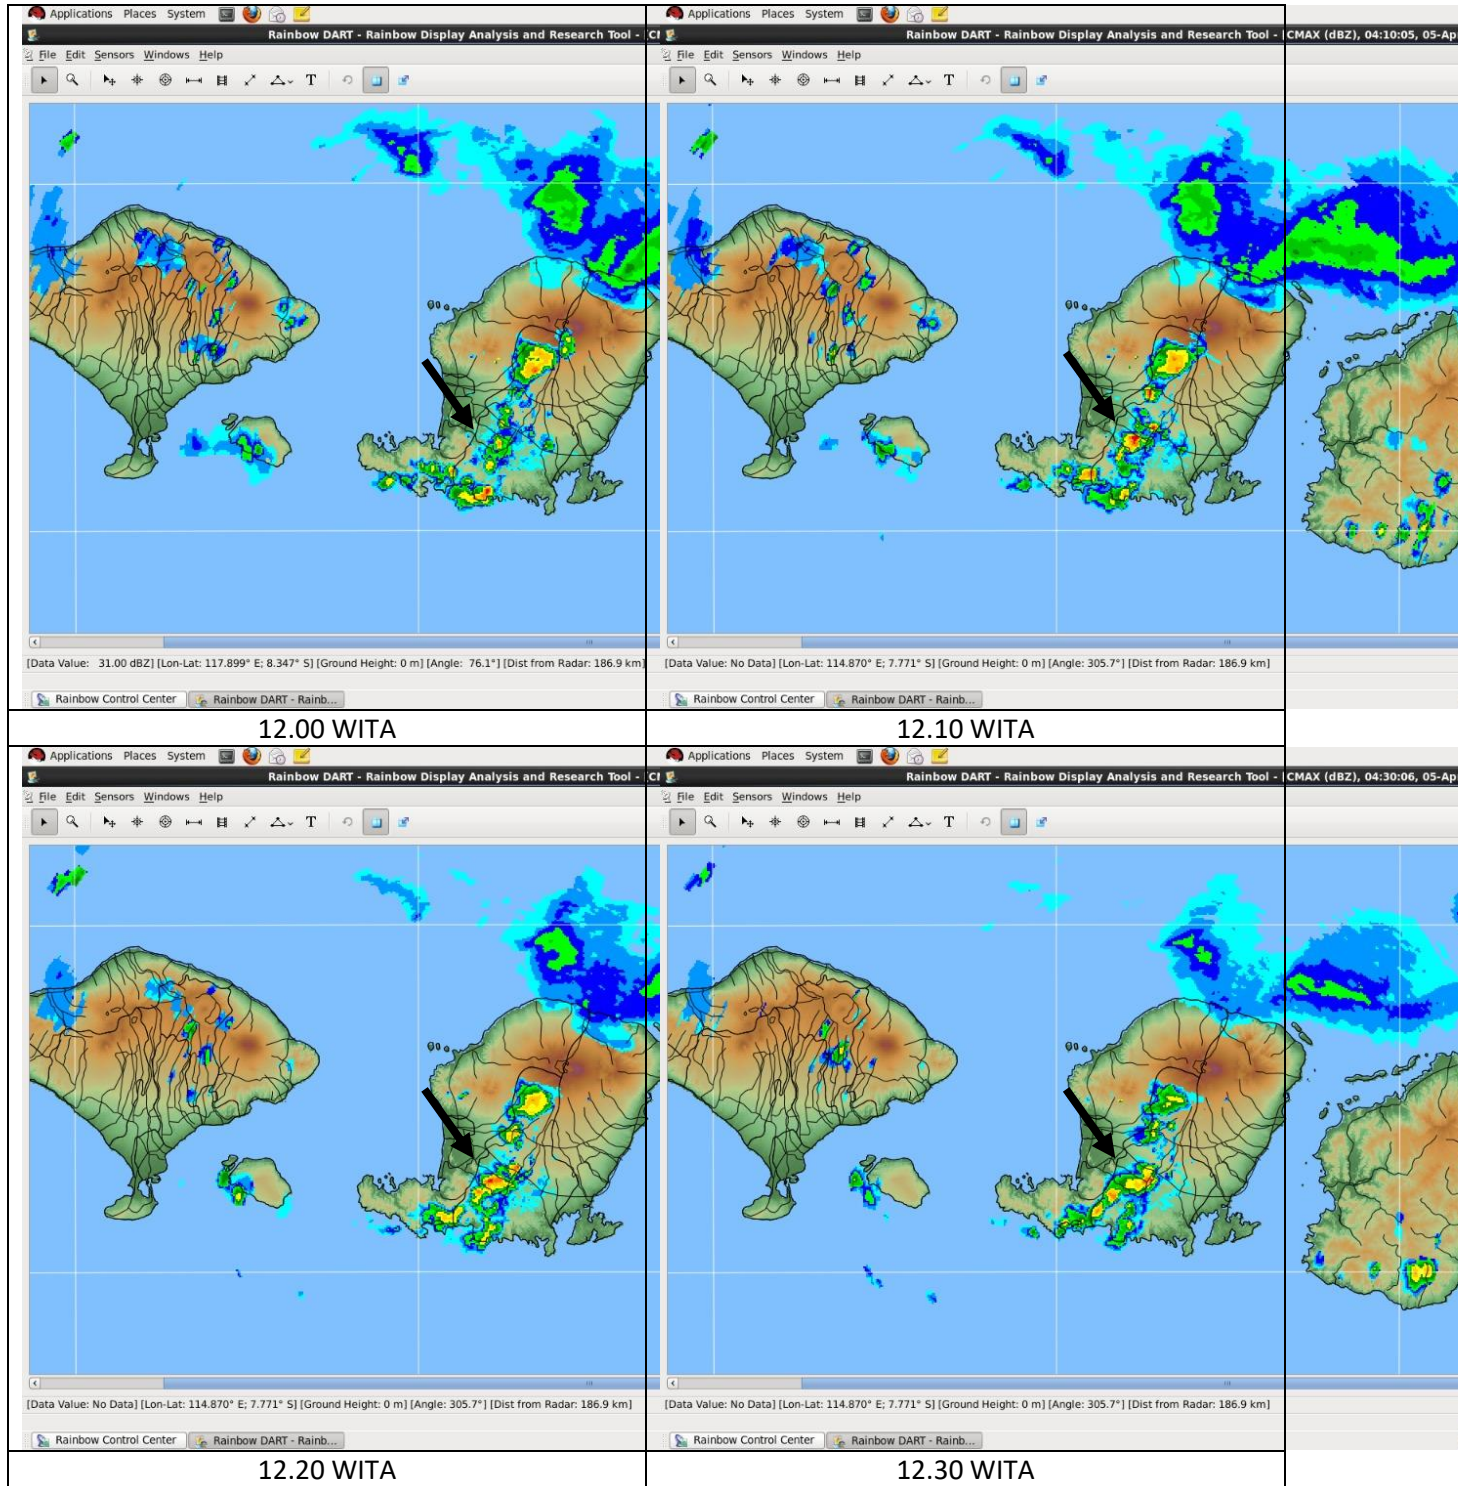 Applications Places System
Applications Places System
Rainbow DART - Rainbow Display Analysis and Research Tool - [C
Rainbow DART - Rainbow Display Analysis and Research Tool - [CMAX (dBZ), 04:10:05, 05-Ap
File Edit Sensors Windows Help
File Edit Sensors Windows Help
T
T
[Data Value: 31.00 dBZ] [Lon-Lat: 117.899° E; 8.347° S] [Ground Height: 0 m] [Angle: 76.1°] [Dist from Radar: 186.9 km]
[Data Value: No Data] [Lon-Lat: 114.870° E; 7.771° S] [Ground Height: 0 m] [Angle: 305.7°] [Dist from Radar: 186.9 km]
Rainbow Control Center Rainbow DART - Rainb...
Rainbow Control Center Rainbow DART - Rainb...
12.00 WITA
12.10 WITA
Applications Places System
Applications Places System
Rainbow DART - Rainbow Display Analysis and Research Tool - [C
Rainbow DART - Rainbow Display Analysis and Research Tool - [CMAX (dBZ), 04:30:06, 05-Ap
File Edit Sensors Windows Help
File Edit Sensors Windows Help
T
T
[Data Value: No Data] [Lon-Lat: 114.870° E; 7.771° S] [Ground Height: 0 m] [Angle: 305.7°] [Dist from Radar: 186.9 km]
[Data Value: No Data] [Lon-Lat: 114.870° E; 7.771° S] [Ground Height: 0 m] [Angle: 305.7°] [Dist from Radar: 186.9 km]
Rainbow Control Center Rainbow DART - Rainb...
Rainbow Control Center Rainbow DART - Rainb...
12.20 WITA
12.30 WITA